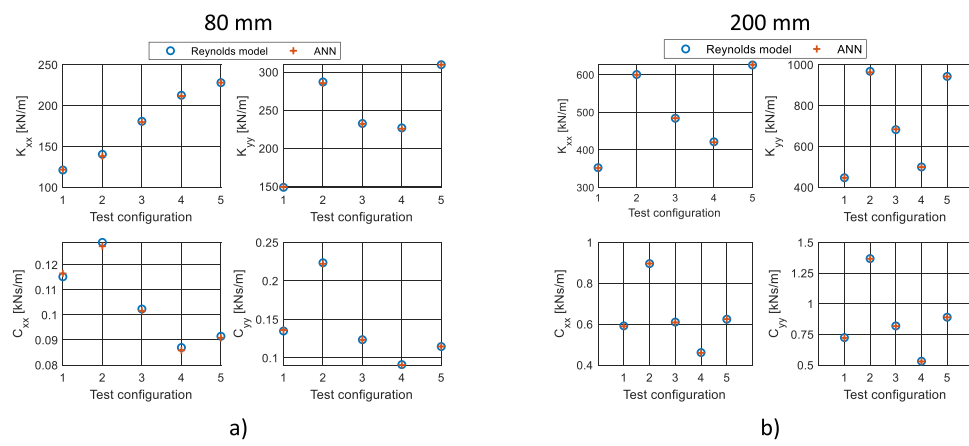 80 mm
200 mm
Reynolds model ANN
Reynolds model ANN
250
200
150
100
K_xx [kN/m]
1 2 3 4 5
Test configuration
300
250
200
150
K_yy [kN/m]
1 2 3 4 5
Test configuration
600
500
400
300
K_xx [kN/m]
1 2 3 4 5
Test configuration
1000
800
600
400
K_yy [kN/m]
1 2 3 4 5
Test configuration
0.12
0.11
0.1
0.09
0.08
C_xx [kNs/m]
1 2 3 4 5
Test configuration
0.25
0.2
0.15
0.1
C_yy [kNs/m]
1 2 3 4 5
Test configuration
1
0.8
0.6
0.4
C_xx [kNs/m]
1 2 3 4 5
Test configuration
1.5
1.25
1
0.75
0.5
C_yy [kNs/m]
1 2 3 4 5
Test configuration
a)
b)